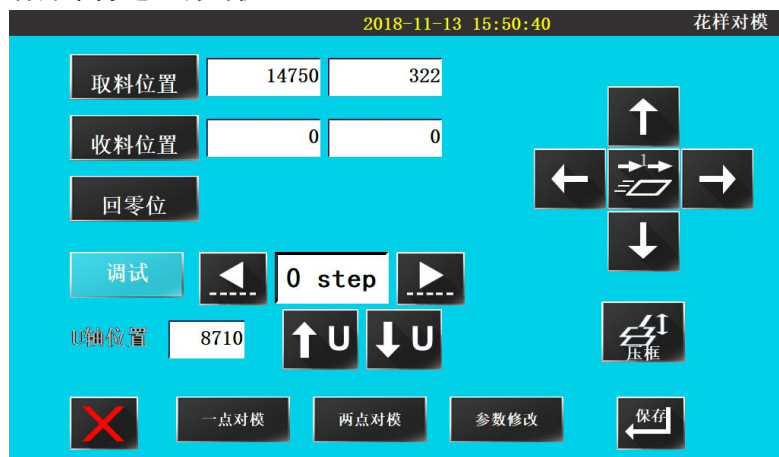 2018-11-13 15:50:40 花样对模
取料位置 14750 322
收料位置 0 0
1
回零位
调试 0 step
U轴位置 8710 U U
压框
一点对模 两点对模 参数修改 保存